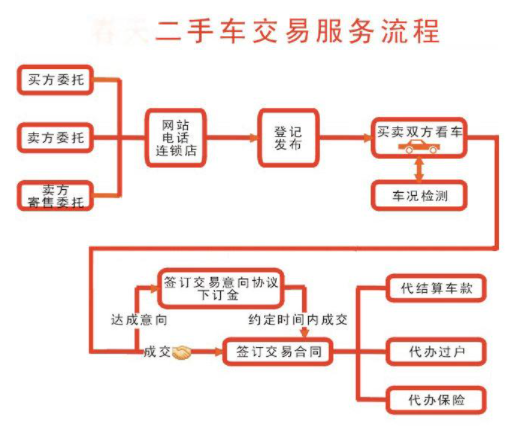 二手车交易服务流程
买方委托
卖方委托
卖方
寄售委托
网站
电话
连锁店
登记
发布
买卖双方看车
车况检测
签订交易意向协议
下订金
达成意向
约定时间内成交
成交
签订交易合同
代结算车款
代办过户
代办保险